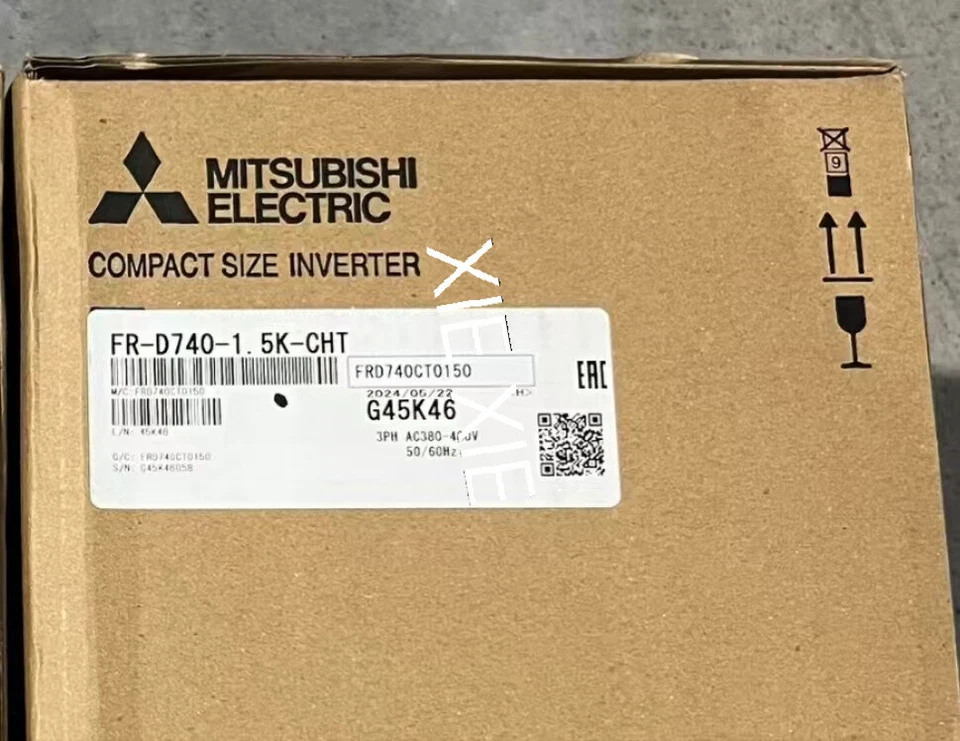 MITSUBISHI
ELECTRIC
COMPACT SIZE INVERTER
FR-D740-1.5K-CHT
FRD740CT0150
M/C: FRD740CT0150
2024/05/22
<H>
G45K46
L/N: 45K46
3PH AC380-480V
50/60Hz
G/C: FRD740CT0150
S/N: G45K46058
EAC
9
XIEXIE